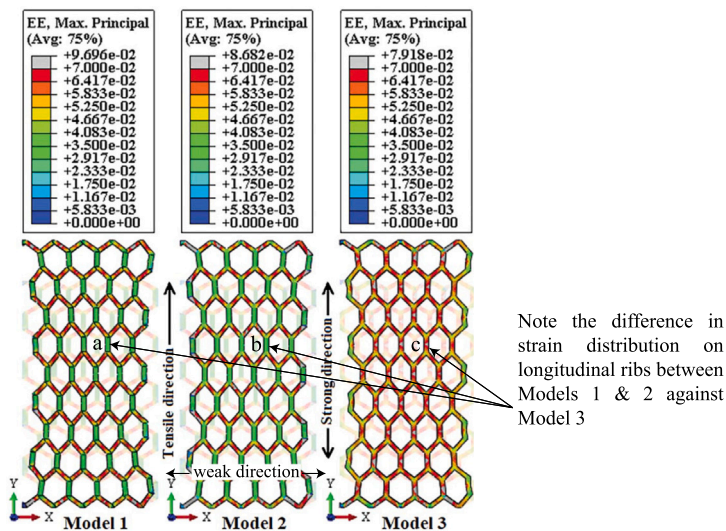 EE, Max. Principal
(Avg: 75%)
+9.696e-02
+7.000e-02
+6.417e-02
+5.833e-02
+5.250e-02
+4.667e-02
+4.083e-02
+3.500e-02
+2.917e-02
+2.333e-02
+1.750e-02
+1.167e-02
+5.833e-03
+0.000e+00
EE, Max. Principal
(Avg: 75%)
+8.682e-02
+7.000e-02
+6.417e-02
+5.833e-02
+5.250e-02
+4.667e-02
+4.083e-02
+3.500e-02
+2.917e-02
+2.333e-02
+1.750e-02
+1.167e-02
+5.833e-03
+0.000e+00
EE, Max. Principal
(Avg: 75%)
+7.918e-02
+7.000e-02
+6.417e-02
+5.833e-02
+5.250e-02
+4.667e-02
+4.083e-02
+3.500e-02
+2.917e-02
+2.333e-02
+1.750e-02
+1.167e-02
+5.833e-03
+0.000e+00
a
Tensile direction
b
Strong direction
c
weak direction
Note the difference in
strain distribution on
longitudinal ribs between
Models 1 & 2 against
Model 3
Y
X
Model 1
Y
X
Model 2
Y
X
Model 3